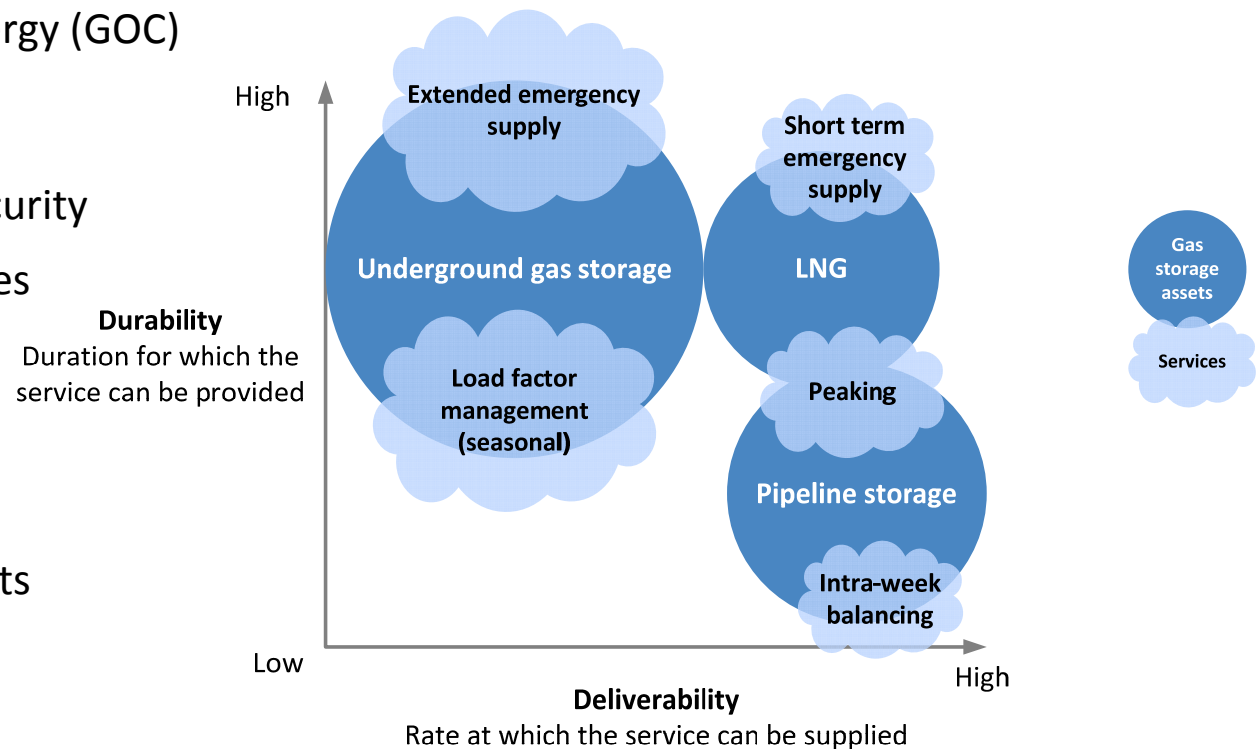 rgy (GOC)
curity
es
ts
High
Durability
Duration for which the
service can be provided
Low
Extended emergency
supply
Underground gas storage
Load factor
management
(seasonal)
Short term
emergency
supply
LNG
Peaking
Pipeline storage
Intra-week
balancing
High
Deliverability
Rate at which the service can be supplied
Gas
storage
assets
Services